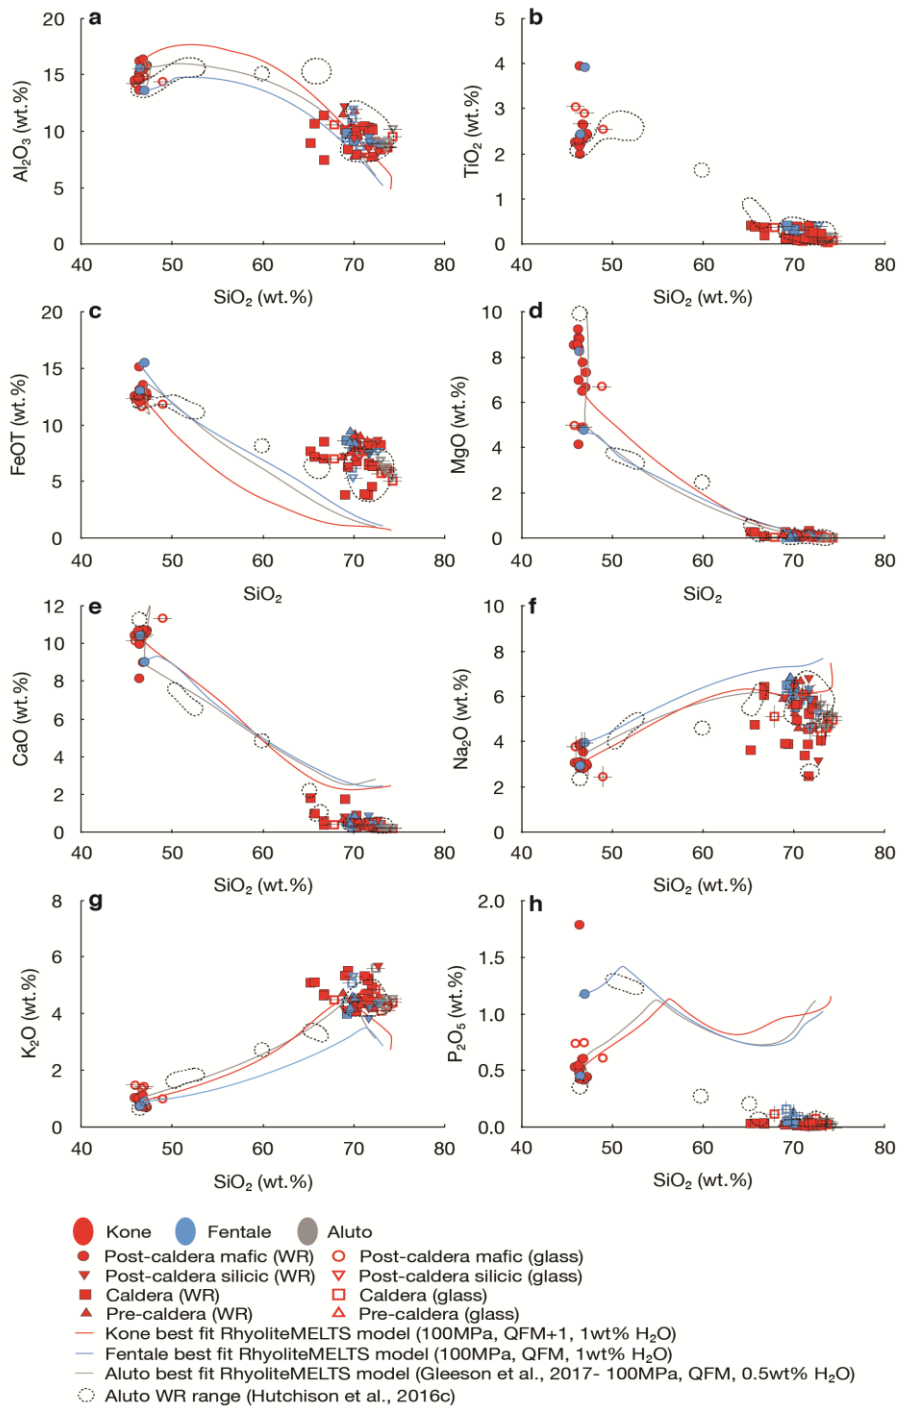 a
20
15
10
5
0
Al₂O₃ (wt.%)
40 50 60 70 80
SiO₂ (wt.%)
b
5
4
3
2
1
0
TiO₂ (wt.%)
40 50 60 70 80
SiO₂ (wt.%)
c
20
15
10
5
0
FeOT (wt.%)
40 50 60 70 80
SiO₂
d
10
8
6
4
2
0
MgO (wt.%)
40 50 60 70 80
SiO₂
e
12
10
8
6
4
2
0
CaO (wt.%)
40 50 60 70 80
SiO₂ (wt.%)
f
10
8
6
4
2
0
Na₂O (wt.%)
40 50 60 70 80
SiO₂ (wt.%)
g
8
6
4
2
0
K₂O (wt.%)
40 50 60 70 80
SiO₂ (wt.%)
h
2.0
1.5
1.0
0.5
0.0
P₂O₅ (wt.%)
40 50 60 70 80
SiO₂ (wt.%)
Kone Fentale Aluto
Post-caldera mafic (WR) Post-caldera mafic (glass)
Post-caldera silicic (WR) Post-caldera silicic (glass)
Caldera (WR) Caldera (glass)
Pre-caldera (WR) Pre-caldera (glass)
Kone best fit RhyoliteMELTS model (100MPa, QFM+1, 1wt% H₂O)
Fentale best fit RhyoliteMELTS model (100MPa, QFM, 1wt% H₂O)
Aluto best fit RhyoliteMELTS model (Gleeson et al., 2017- 100MPa, QFM, 0.5wt% H₂O)
Aluto WR range (Hutchison et al., 2016c)